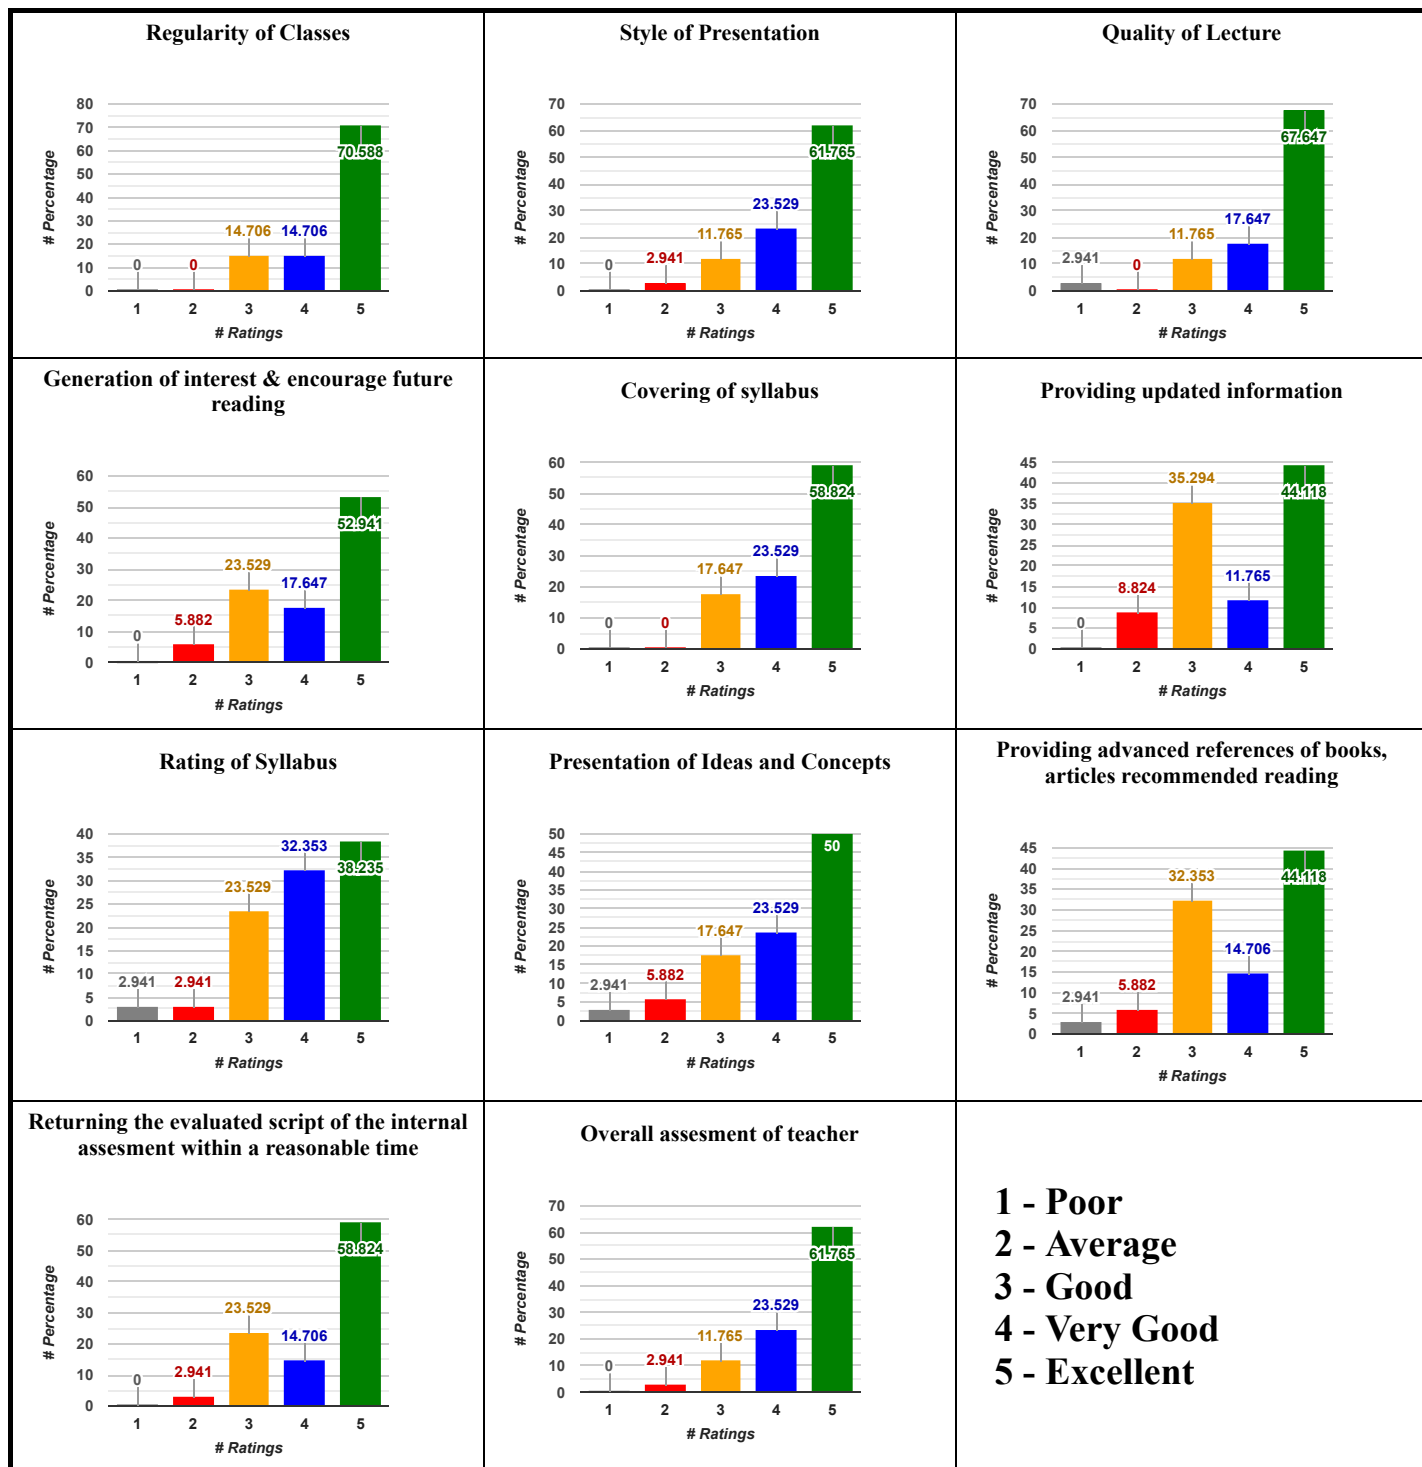 Regularity of Classes
80
70
60
50
40
30
20
10
0
# Percentage
0
0
14.706
14.706
70.588
1 2 3 4 5
# Ratings
Style of Presentation
70
60
50
40
30
20
10
0
# Percentage
0
2.941
11.765
23.529
61.765
1 2 3 4 5
# Ratings
Quality of Lecture
70
60
50
40
30
20
10
0
# Percentage
2.941
0
11.765
17.647
67.647
1 2 3 4 5
# Ratings
Generation of interest & encourage future
reading
60
50
40
30
20
10
0
# Percentage
0
5.882
23.529
17.647
52.941
1 2 3 4 5
# Ratings
Covering of syllabus
60
50
40
30
20
10
0
# Percentage
0
0
17.647
23.529
58.824
1 2 3 4 5
# Ratings
Providing updated information
45
40
35
30
25
20
15
10
5
0
# Percentage
0
8.824
35.294
11.765
44.118
1 2 3 4 5
# Ratings
Rating of Syllabus
40
35
30
25
20
15
10
5
0
# Percentage
2.941
2.941
23.529
32.353
38.235
1 2 3 4 5
# Ratings
Presentation of Ideas and Concepts
50
45
40
35
30
25
20
15
10
5
0
# Percentage
2.941
5.882
17.647
23.529
50
1 2 3 4 5
# Ratings
Providing advanced references of books,
articles recommended reading
45
40
35
30
25
20
15
10
5
0
# Percentage
2.941
5.882
32.353
14.706
44.118
1 2 3 4 5
# Ratings
Returning the evaluated script of the internal
assesment within a reasonable time
60
50
40
30
20
10
0
# Percentage
0
2.941
23.529
14.706
58.824
1 2 3 4 5
# Ratings
Overall assesment of teacher
70
60
50
40
30
20
10
0
# Percentage
0
2.941
11.765
23.529
61.765
1 2 3 4 5
# Ratings
1 - Poor
2 - Average
3 - Good
4 - Very Good
5 - Excellent